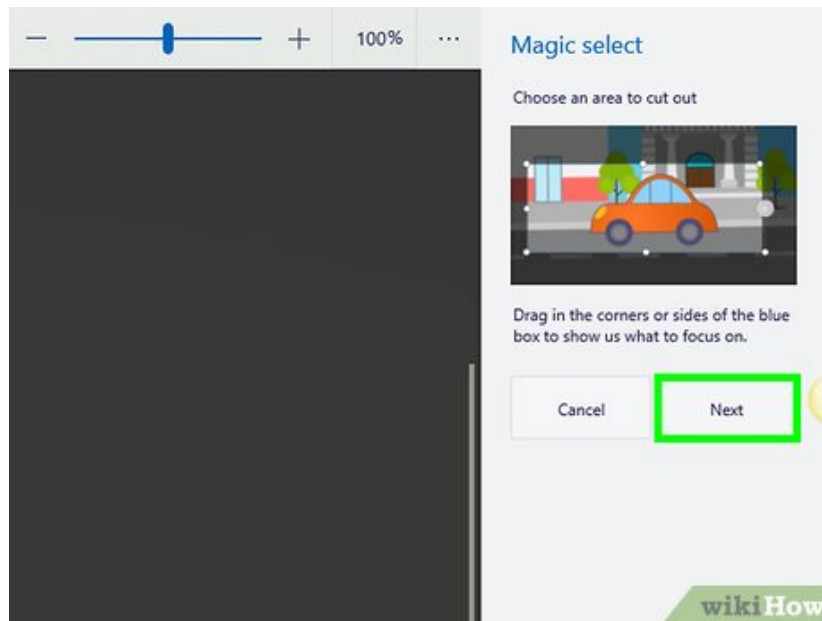 100% ...
Magic select
Choose an area to cut out
Drag in the corners or sides of the blue
box to show us what to focus on.
Cancel Next
wikiHow